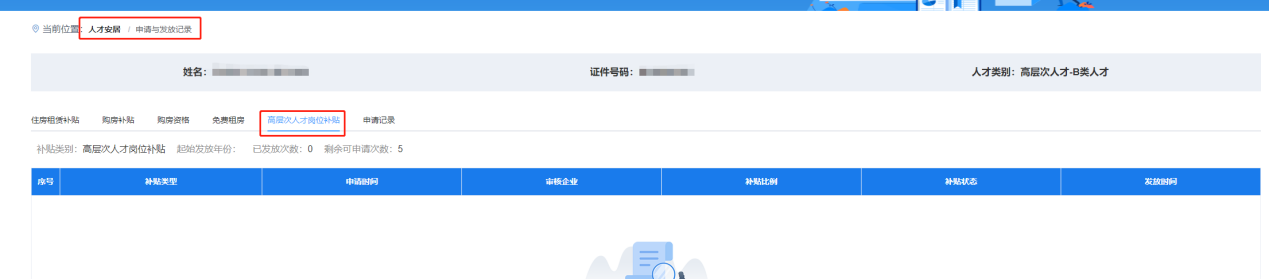 当前位置: 人才安居 / 申请与发放记录
姓名: 证件号码: 人才类别: 高层次人才-B类人才
住房租赁补贴 购房补贴 购房资格 免费租房 高层次人才岗位补贴 申请记录
补贴类别: 高层次人才岗位补贴 起始发放年份: 已发放次数: 0 剩余可申请次数: 5
序号 补贴类型 申请时间 审核企业 补贴比例 补贴状态 发放时间